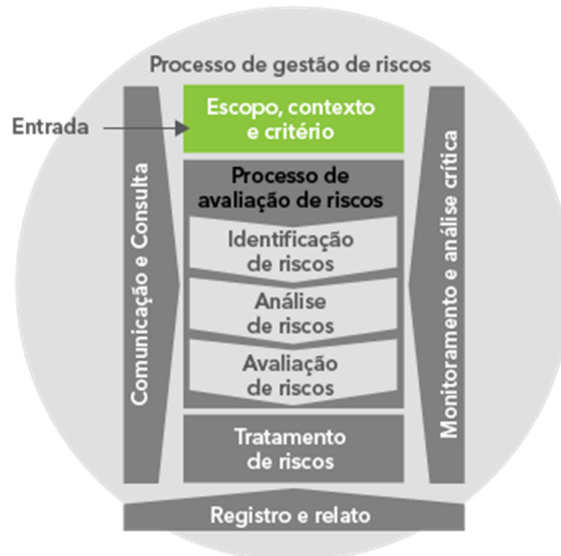 Processo de gestão de riscos
Entrada
Escopo, contexto
e critério
Processo de
avaliação de riscos
Identificação
de riscos
Análise
de riscos
Avaliação
de riscos
Tratamento
de riscos
Comunicação e Consulta
Monitoramento e análise crítica
Registro e relato